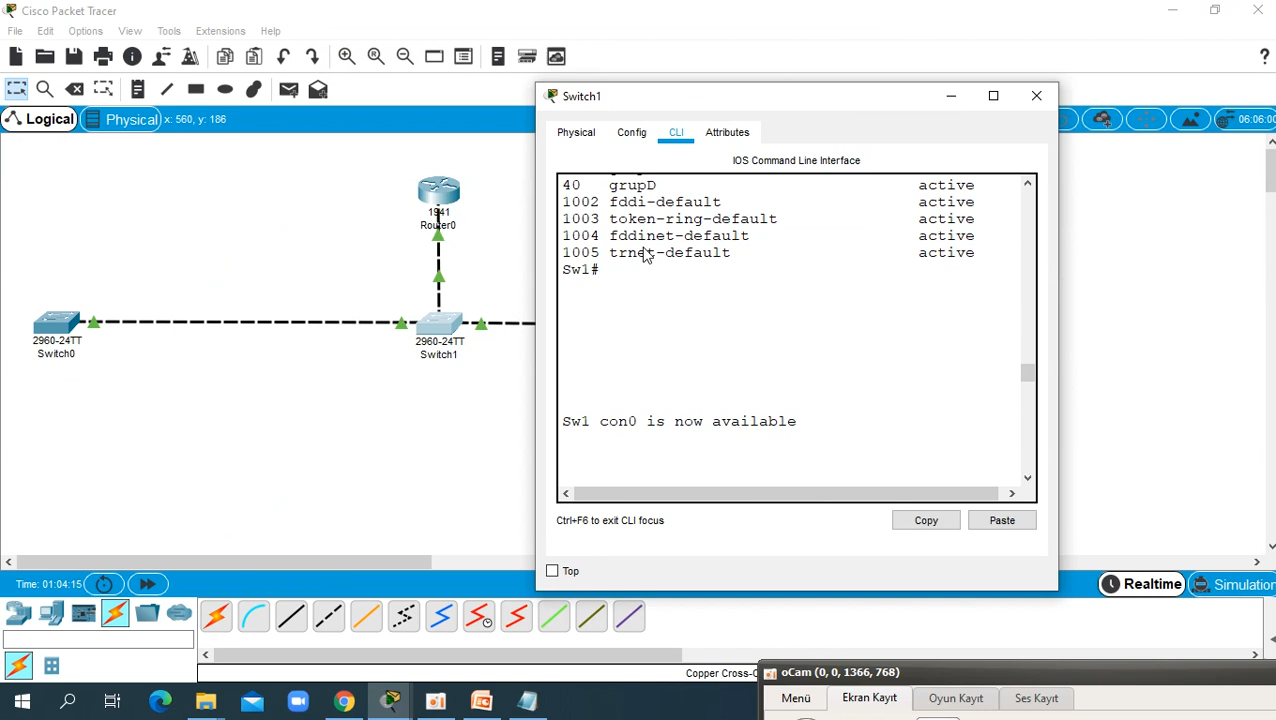 Cisco Packet Tracer
File Edit Options View Tools Extensions Help
Logical Physical x: 560, y: 186
06:06:00
1941
Router0
2960-24TT
Switch0
2960-24TT
Switch1
Switch1
Physical Config CLI Attributes
IOS Command Line Interface
40 grupD active
1002 fddi-default active
1003 token-ring-default active
1004 fddinet-default active
1005 trnet-default active
Sw1#
Sw1 con0 is now available
Ctrl+F6 to exit CLI focus
Copy Paste
Top
Time: 01:04:15
Realtime Simulation
Copper Cross-
oCam (0, 0, 1366, 768)
Menü Ekran Kayıt Oyun Kayıt Ses Kayıt